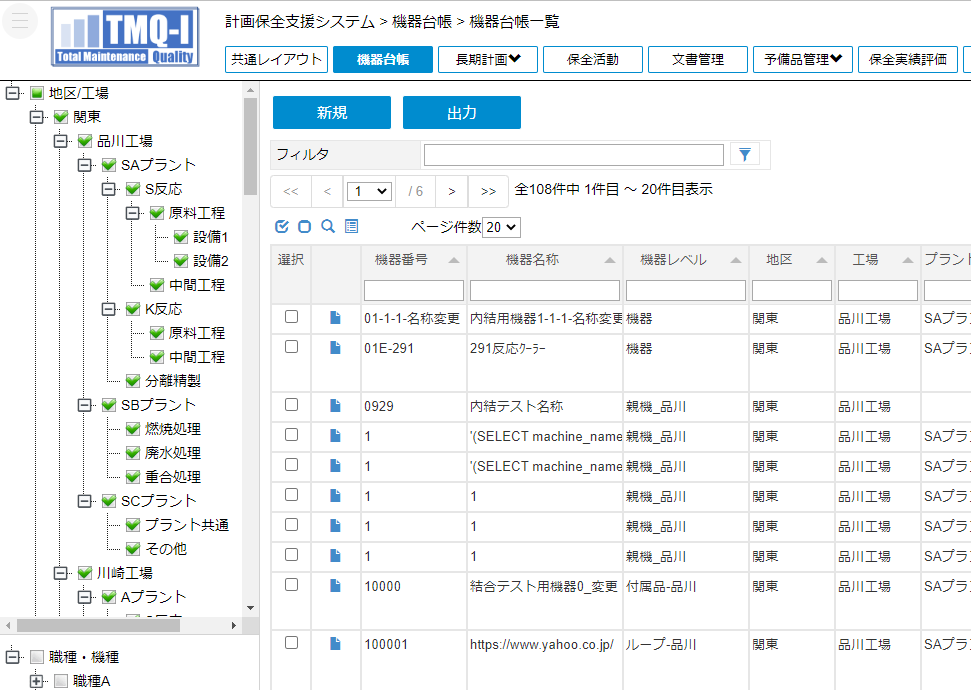 TMQ-I
Total Maintenance Quality
計画保全支援システム > 機器台帳 > 機器台帳一覧
共通レイアウト 機器台帳 長期計画 保全活動 文書管理 予備品管理 保全実績評価
地区/工場
関東
品川工場
SAプラント
S反応
原料工程
設備1
設備2
中間工程
K反応
原料工程
中間工程
分離精製
SBプラント
燃焼処理
廃水処理
重合処理
SCプラント
プラント共通
その他
川崎工場
Aプラント
職種・機種
職種A
新規 出力
フィルタ
<< < 1 / 6 > >> 全108件中 1件目 ～ 20件目表示
ページ件数 20
選択 機器番号 機器名称 機器レベル 地区 工場 プラント
01-1-1-名称変更 内結用機器1-1-1-名称変更 機器 関東 品川工場 SAプラ
01E-291 291反応ｸｰﾗｰ 機器 関東 品川工場 SAプラ
0929 内結テスト名称 親機_品川 関東 品川工場
1 '(SELECT machine_name 親機_品川 関東 品川工場 SAプラ
1 '(SELECT machine_name 親機_品川 関東 品川工場 SAプラ
1 1 親機_品川 関東 品川工場 SAプラ
1 1 親機_品川 関東 品川工場 SAプラ
1 1 親機_品川 関東 品川工場 SAプラ
10000 結合テスト用機器0_変更 付属品-品川 関東 品川工場 SAプラ
100001 https://www.yahoo.co.jp/ ループ-品川 関東 品川工場 SAプラ